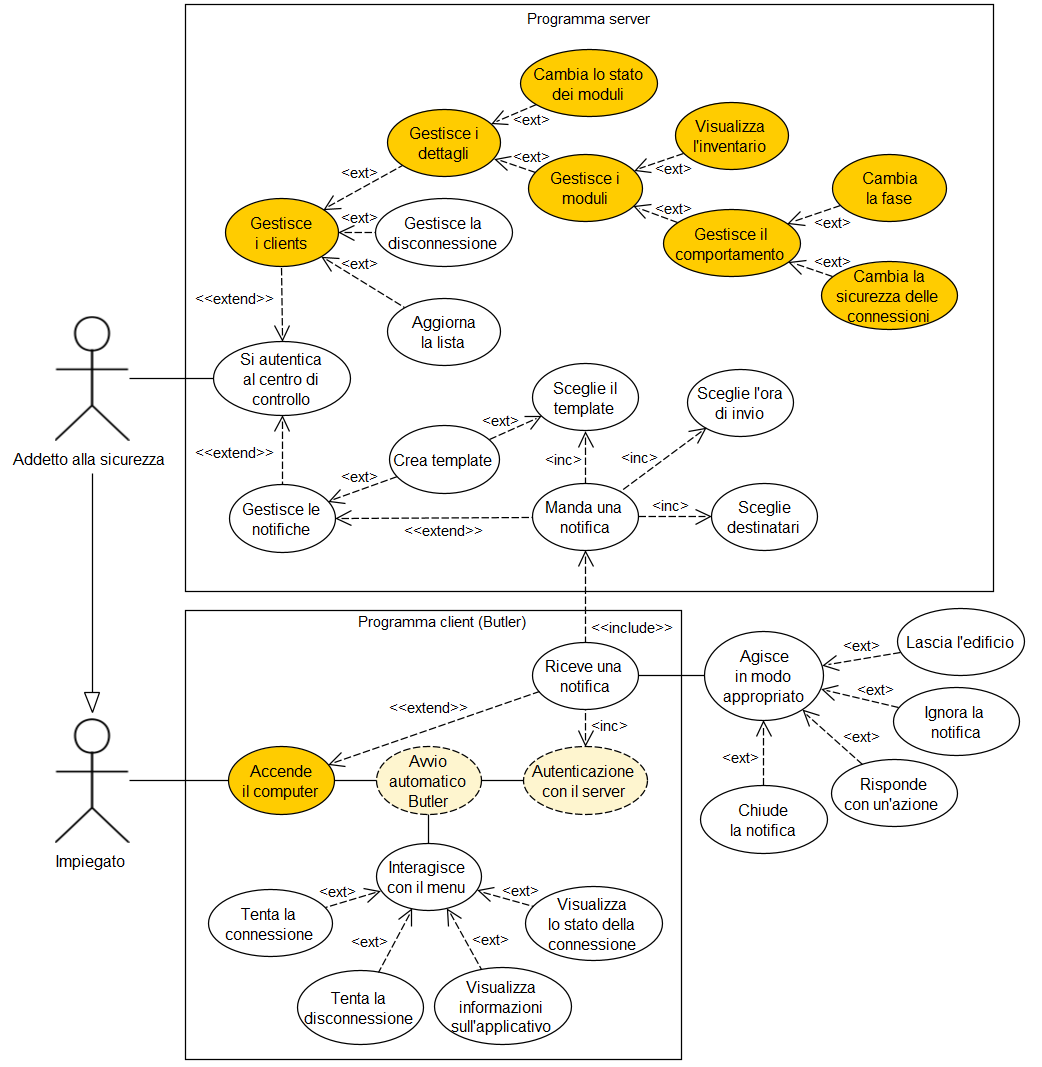 Programma server
Cambia lo stato
dei moduli
<ext>
Gestisce i
dettagli
<ext>
Visualizza
l'inventario
<ext>
Gestisce i
moduli
<ext>
Cambia
la fase
<ext>
<ext>
Gestisce
i clients
<ext>
Gestisce la
disconnessione
<ext>
Gestisce il
comportamento
<ext>
Cambia la
sicurezza delle
connessioni
<<extend>>
Aggiorna
la lista
Si autentica
al centro di
controllo
Addetto alla sicurezza
<<extend>>
Sceglie il
template
Sceglie l'ora
di invio
<ext>
Crea template
<inc>
<inc>
<ext>
Gestisce le
notifiche
<<extend>>
Manda una
notifica
<inc>
Sceglie
destinatari
<<include>>
Programma client (Butler)
Riceve una
notifica
<<extend>>
<inc>
Agisce
in modo
appropriato
<ext>
Lascia l'edificio
<ext>
Ignora la
notifica
<ext>
<ext>
Risponde
con un'azione
Chiude
la notifica
Accende
il computer
Avvio
automatico
Butler
Autenticazione
con il server
Impiegato
Interagisce
con il menu
<ext>
Tenta la
connessione
<ext>
Visualizza
lo stato della
connessione
<ext>
<ext>
Tenta la
disconnessione
Visualizza
informazioni
sull'applicativo